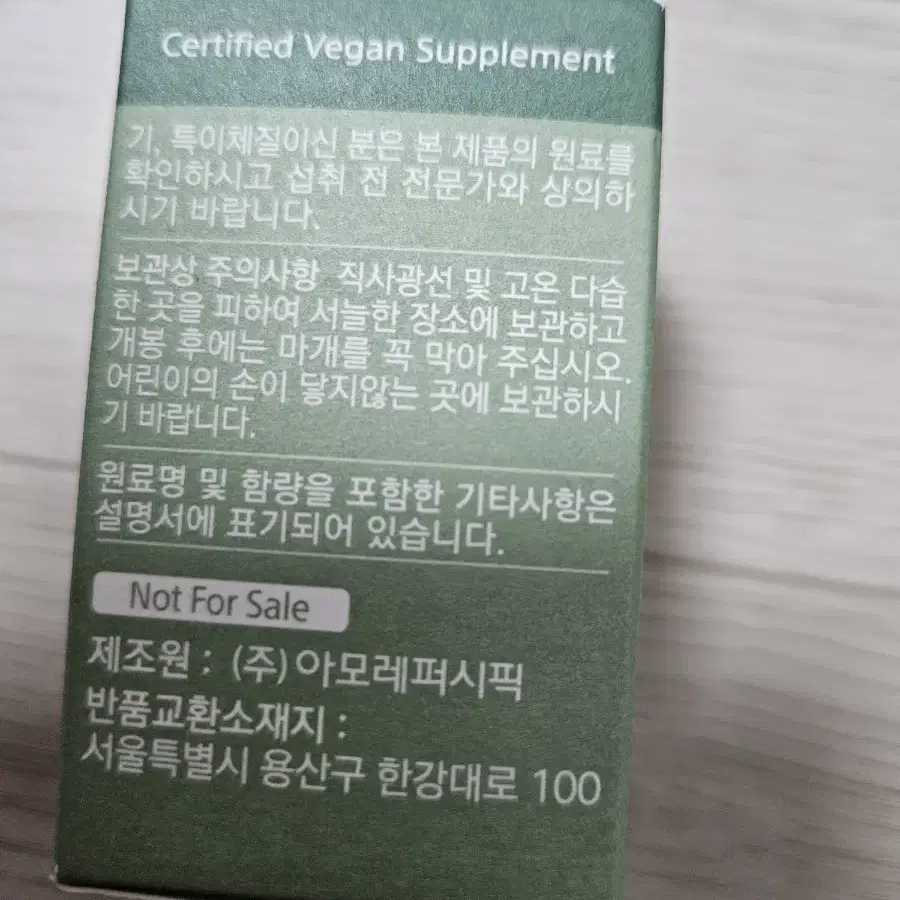 Certified Vegan Supplement
기, 특이체질이신 분은 본 제품의 원료를
확인하시고 섭취 전 전문가와 상의하
시기 바랍니다.
보관상 주의사항 직사광선 및 고온 다습
한 곳을 피하여 서늘한 장소에 보관하고
개봉 후에는 마개를 꼭 막아 주십시오.
어린이의 손이 닿지않는 곳에 보관하시
기 바랍니다.
원료명 및 함량을 포함한 기타사항은
설명서에 표기되어 있습니다.
Not For Sale
제조원 : (주)아모레퍼시픽
반품교환소재지 :
서울특별시 용산구 한강대로 100